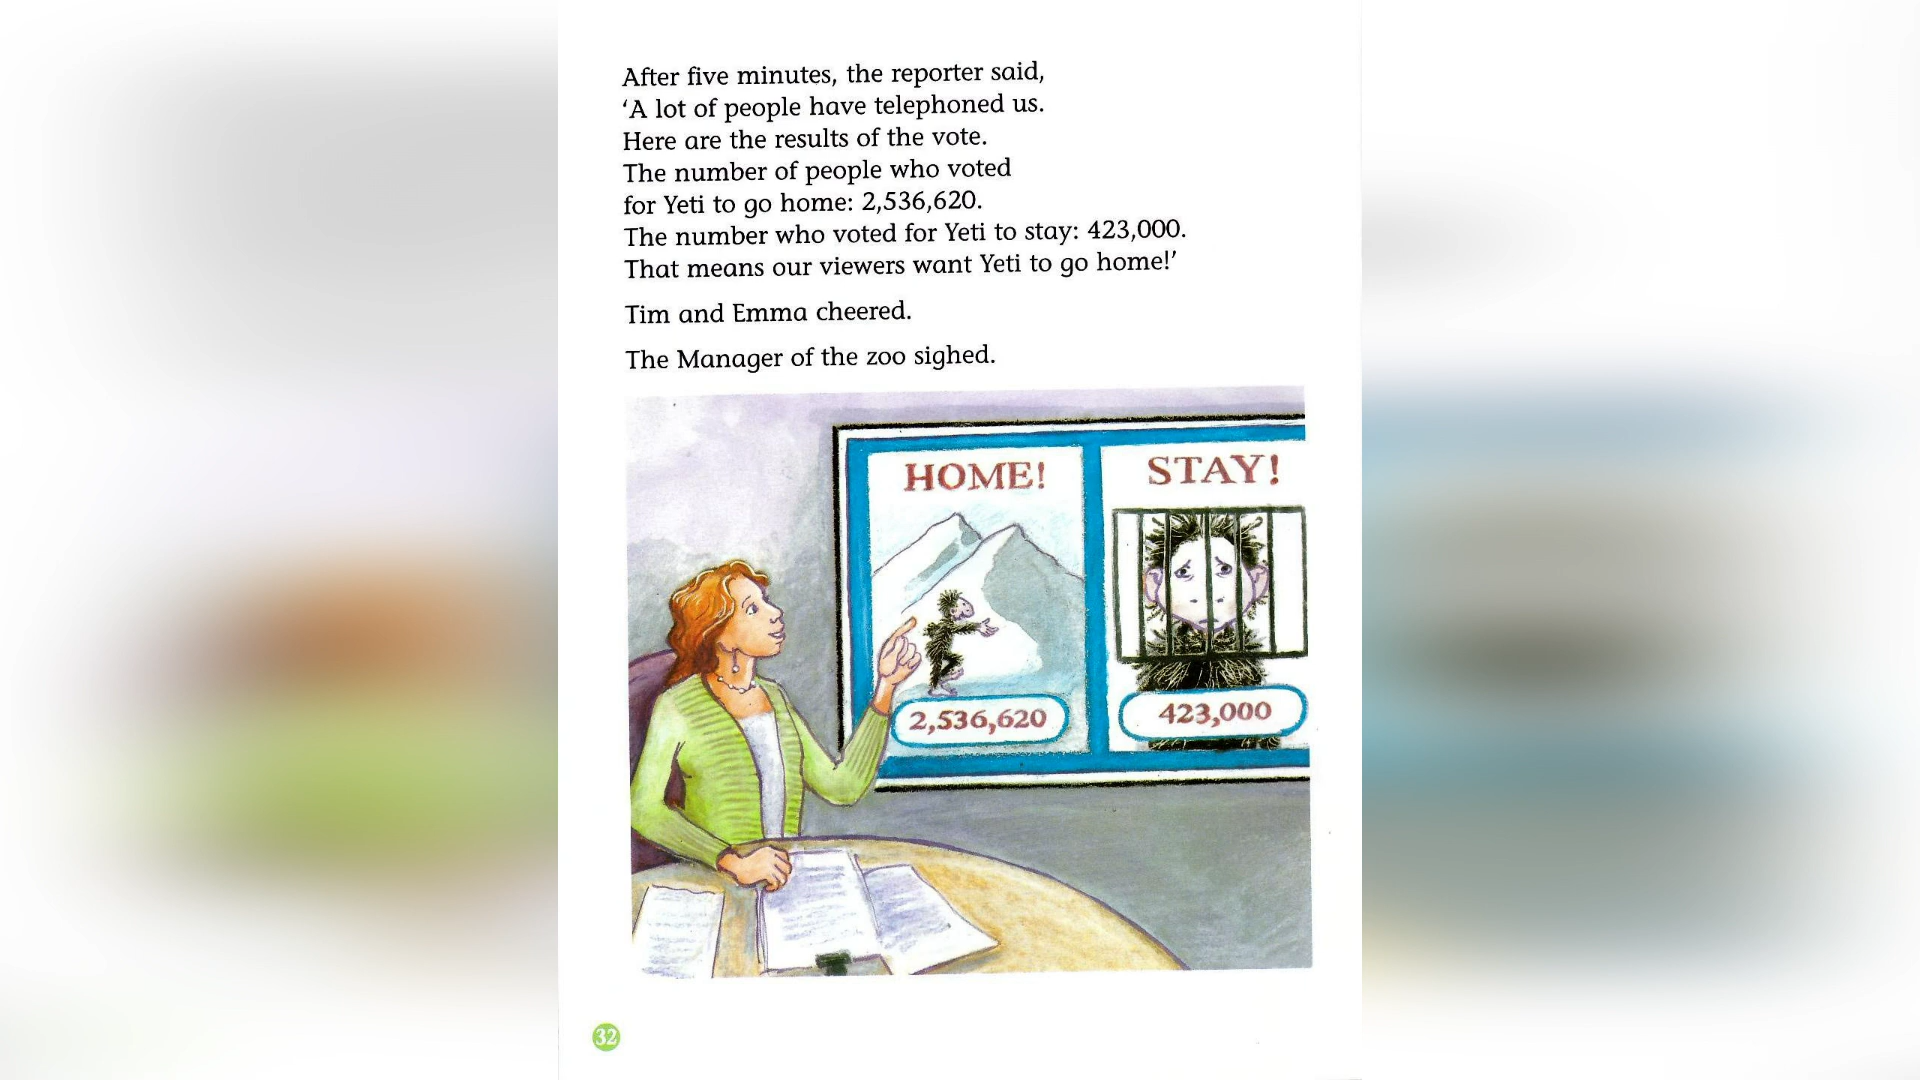 After five minutes, the reporter said,
‘A lot of people have telephoned us.
Here are the results of the vote.
The number of people who voted
for Yeti to go home: 2,536,620.
The number who voted for Yeti to stay: 423,000.
That means our viewers want Yeti to go home!’
Tim and Emma cheered.
The Manager of the zoo sighed.
HOME!
STAY!
2,536,620
423,000
32